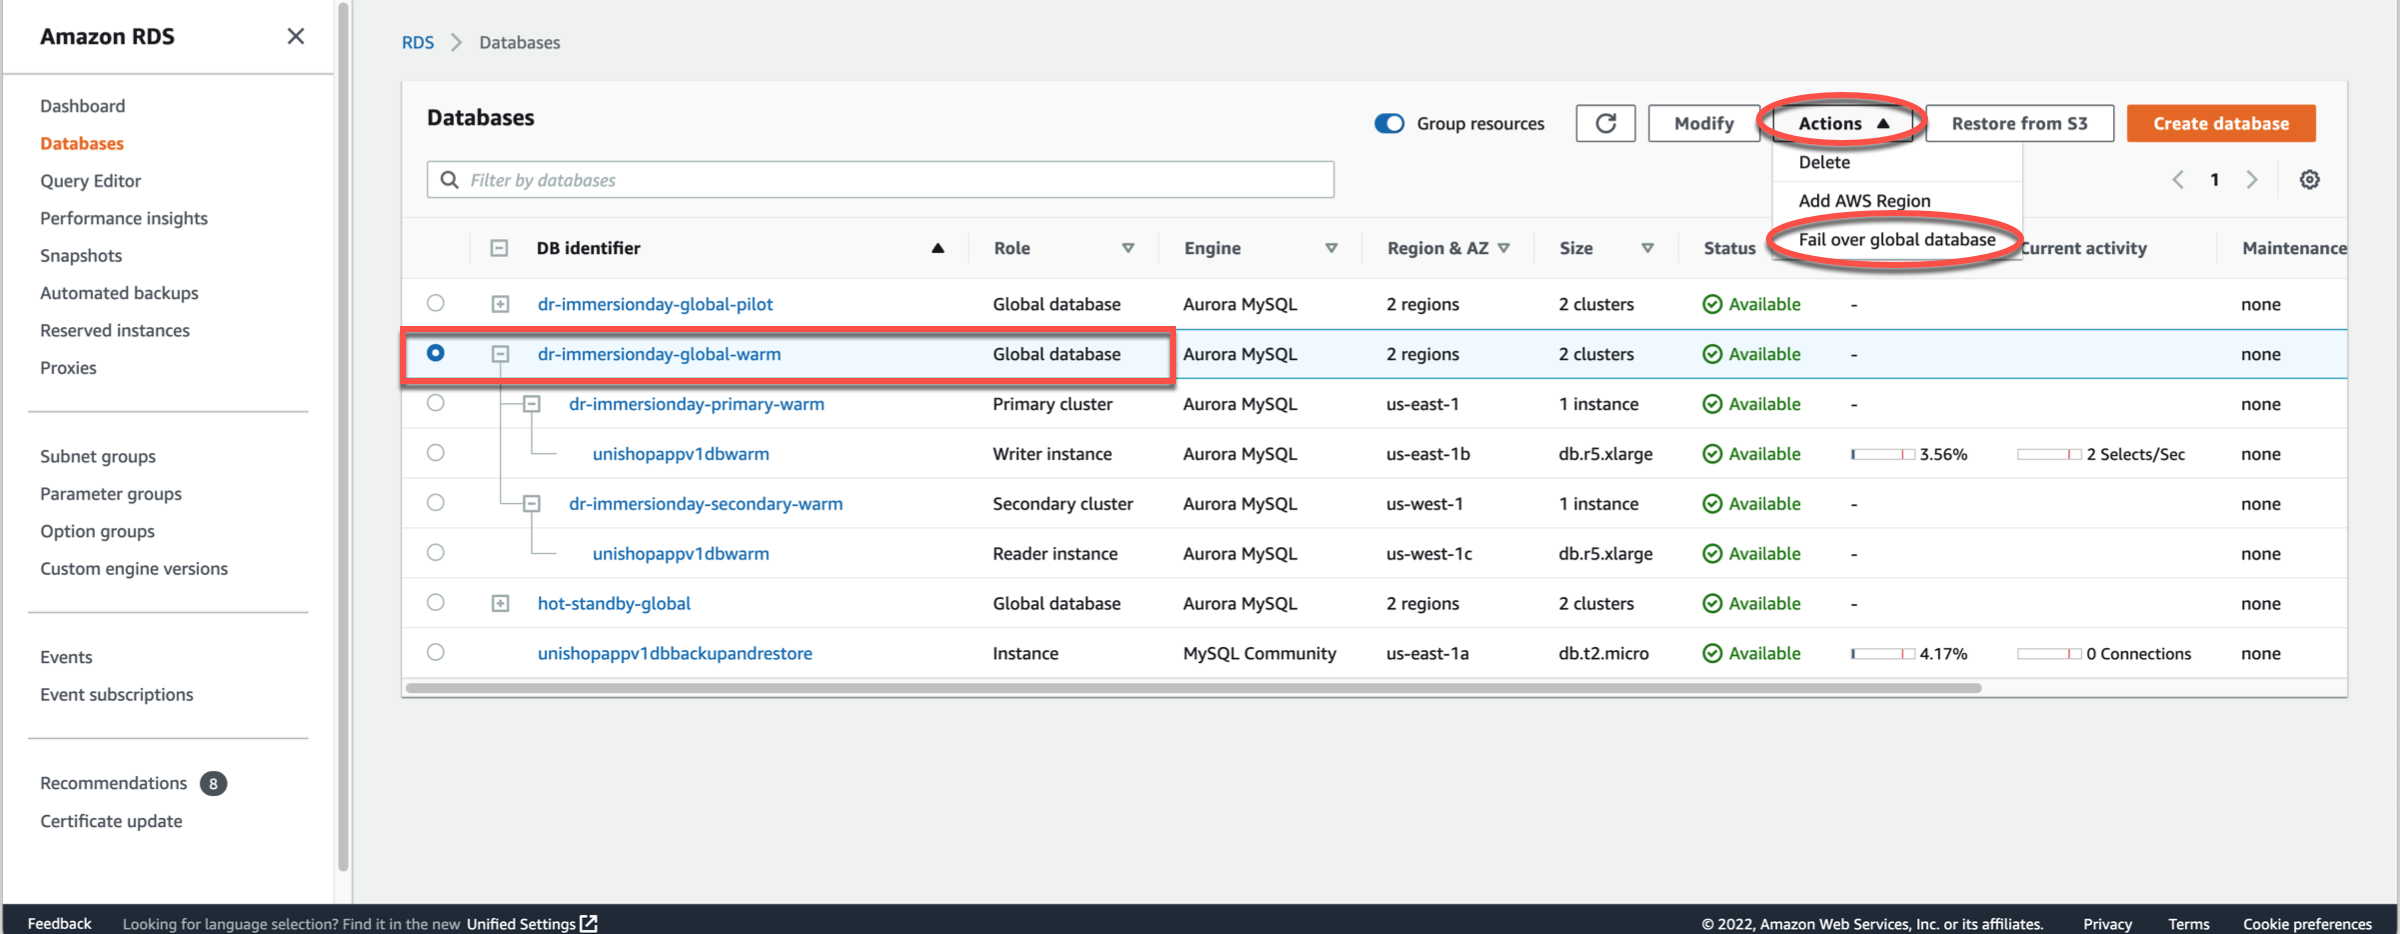 Amazon RDS
Dashboard
Databases
Query Editor
Performance insights
Snapshots
Automated backups
Reserved instances
Proxies
Subnet groups
Parameter groups
Option groups
Custom engine versions
Events
Event subscriptions
Recommendations 8
Certificate update
RDS Databases
Databases
Group resources Modify Actions Restore from S3 Create database
Delete
Add AWS Region
Fail over global database
Filter by databases
1
DB identifier Role Engine Region & AZ Size Status Current activity Maintenance
dr-immersionday-global-pilot Global database Aurora MySQL 2 regions 2 clusters Available - none
dr-immersionday-global-warm Global database Aurora MySQL 2 regions 2 clusters Available - none
dr-immersionday-primary-warm Primary cluster Aurora MySQL us-east-1 1 instance Available - none
unishopappv1dbwarm Writer instance Aurora MySQL us-east-1b db.r5.xlarge Available 3.56% 2 Selects/Sec none
dr-immersionday-secondary-warm Secondary cluster Aurora MySQL us-west-1 1 instance Available - none
unishopappv1dbwarm Reader instance Aurora MySQL us-west-1c db.r5.xlarge Available - none
hot-standby-global Global database Aurora MySQL 2 regions 2 clusters Available - none
unishopappv1dbbackupandrestore Instance MySQL Community us-east-1a db.t2.micro Available 4.17% 0 Connections none
Feedback Looking for language selection? Find it in the new Unified Settings © 2022, Amazon Web Services, Inc. or its affiliates. Privacy Terms Cookie preferences